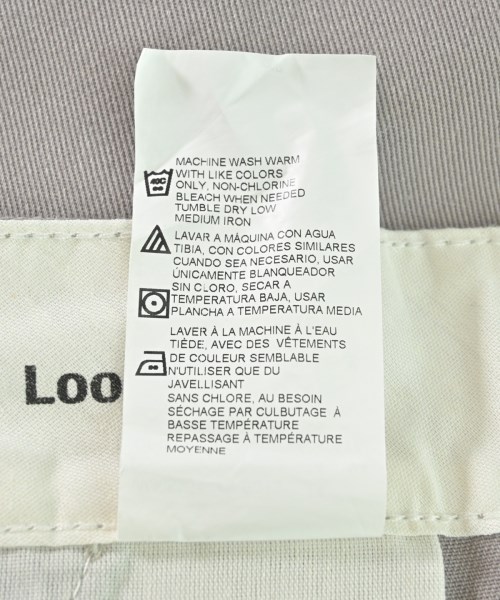 MACHINE WASH WARM
WITH LIKE COLORS
ONLY, NON-CHLORINE
BLEACH WHEN NEEDED
TUMBLE DRY LOW
MEDIUM IRON
40C
LAVAR A MÁQUINA CON AGUA
TIBIA, CON COLORES SIMILARES
CUANDO SEA NECESARIO, USAR
ÚNICAMENTE BLANQUEADOR
SIN CLORO, SECAR A
TEMPERATURA BAJA, USAR
PLANCHA A TEMPERATURA MEDIA
LAVER À LA MACHINE À L'EAU
TIÈDE, AVEC DES VÊTEMENTS
DE COULEUR SEMBLABLE
N'UTILISER QUE DU
JAVELLISANT
SANS CHLORE, AU BESOIN
SÉCHAGE PAR CULBUTAGE À
BASSE TEMPÉRATURE
REPASSAGE À TEMPÉRATURE
MOYENNE
Loo